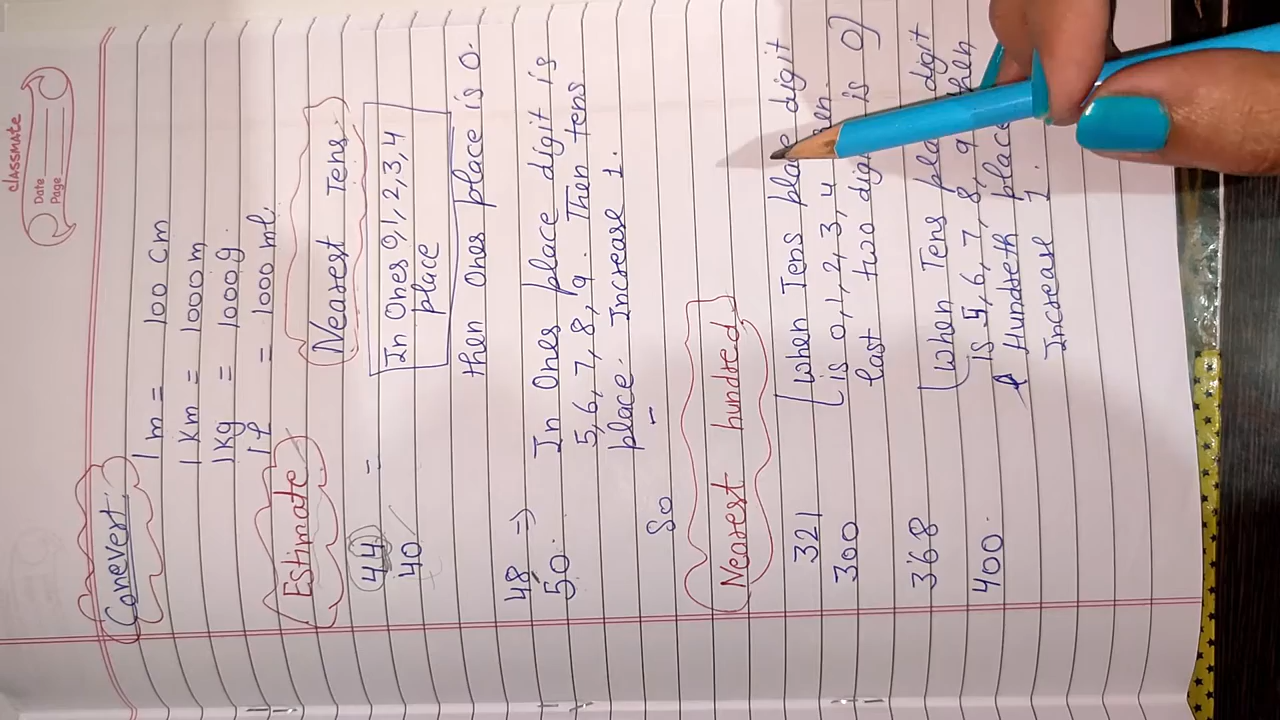 classmate
Date
Page
Conevert
1 m = 100 cm
1 Km = 1000 m
1 Kg = 1000 g.
1 l = 1000 ml.
Estimate
Nearest Tens.
44 =
40
In Ones 0,1,2,3,4
place
then Ones place is 0.
48 =>
50.
In Ones place digit is
5,6,7,8,9. Then tens
place. Increase 1.
So
Nearest hundred
321
300
When Tens place digit
is 0,1,2,3,4
last two is 0
368
400.
When Tens digit
is 5,6,7,8,9 then
Hundreth place
Increase 1.